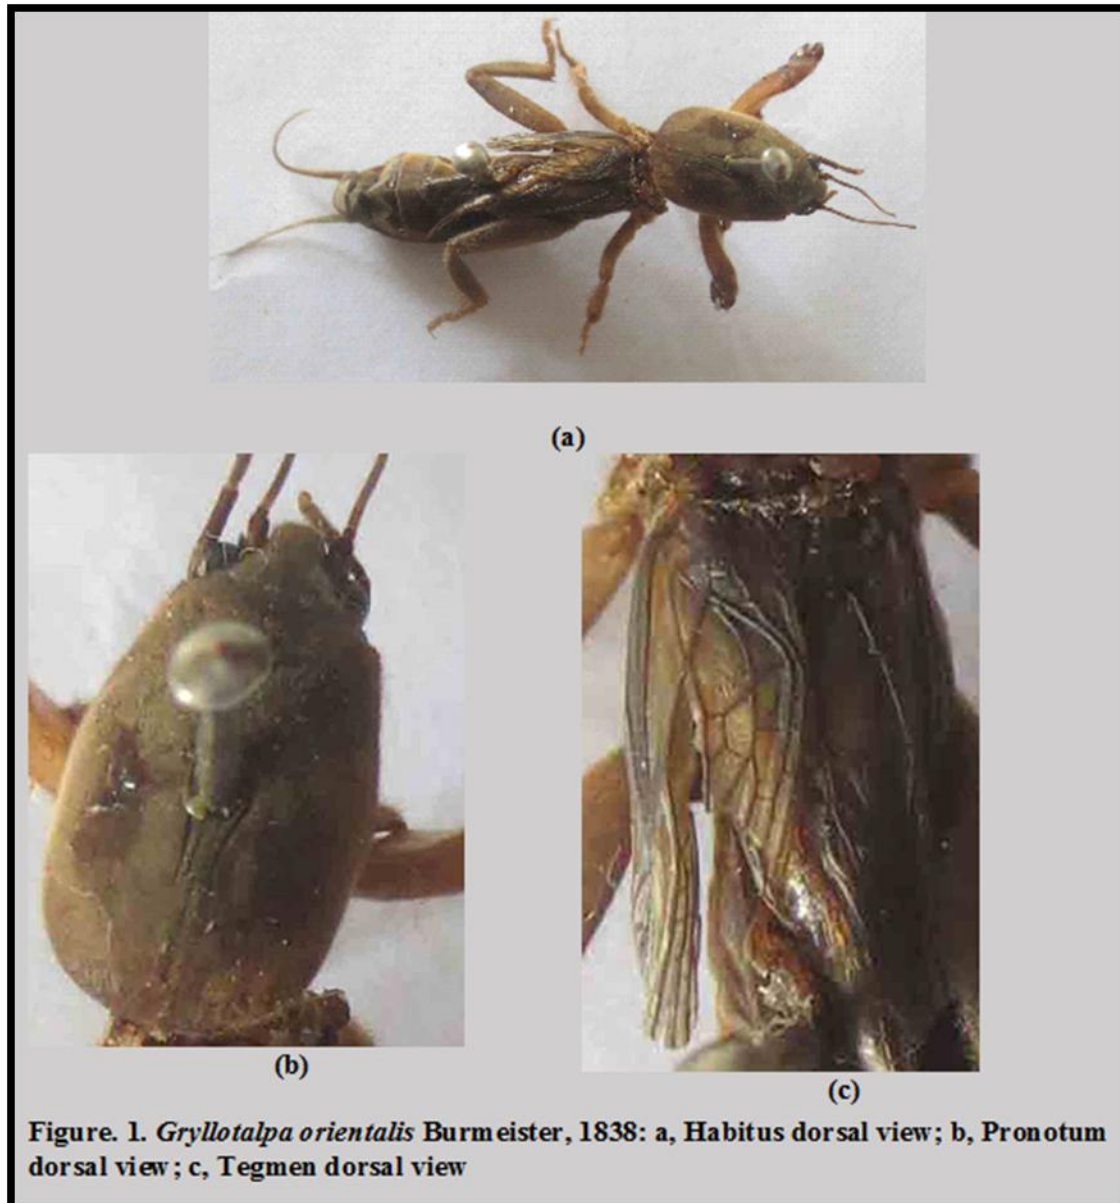 (a)
(b)
(c)
Figure. 1. Gryllotalpa orientalis Burmeister, 1838: a, Habitus dorsal view; b, Pronotum
dorsal view; c, Tegmen dorsal view